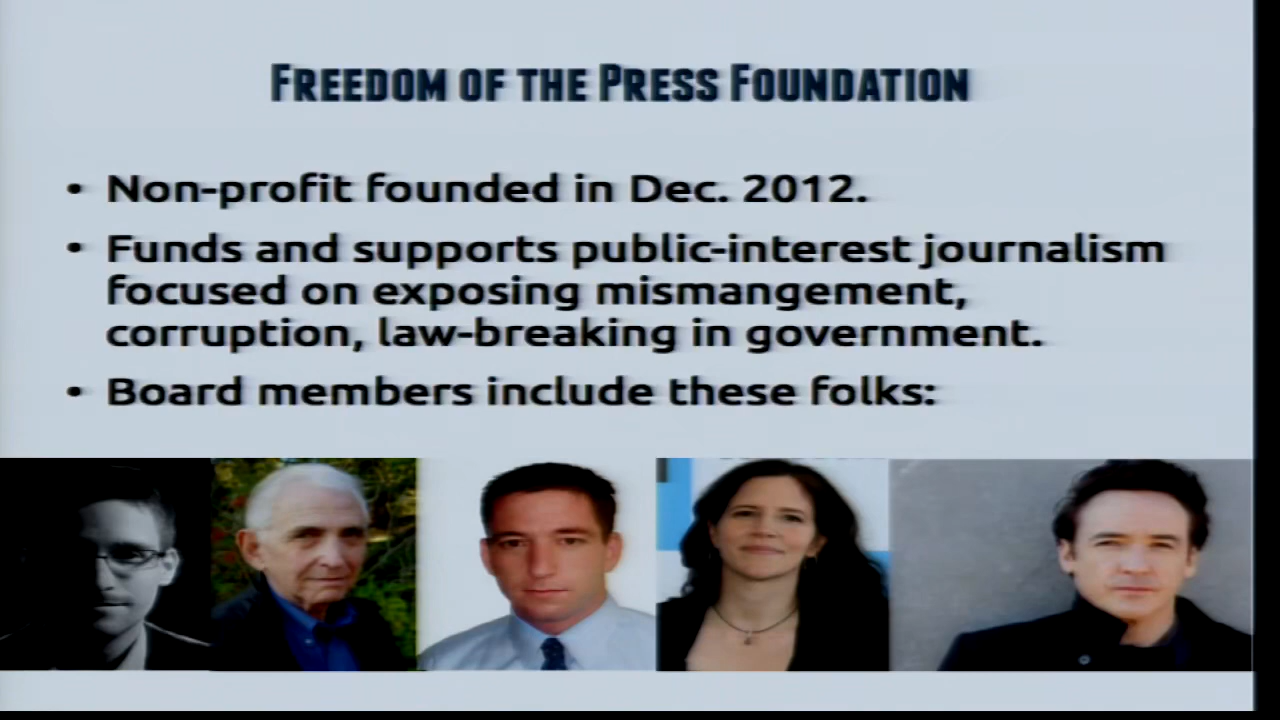 FREEDOM OF THE PRESS FOUNDATION
• Non-profit founded in Dec. 2012.
• Funds and supports public-interest journalism
focused on exposing mismangement,
corruption, law-breaking in government.
• Board members include these folks: